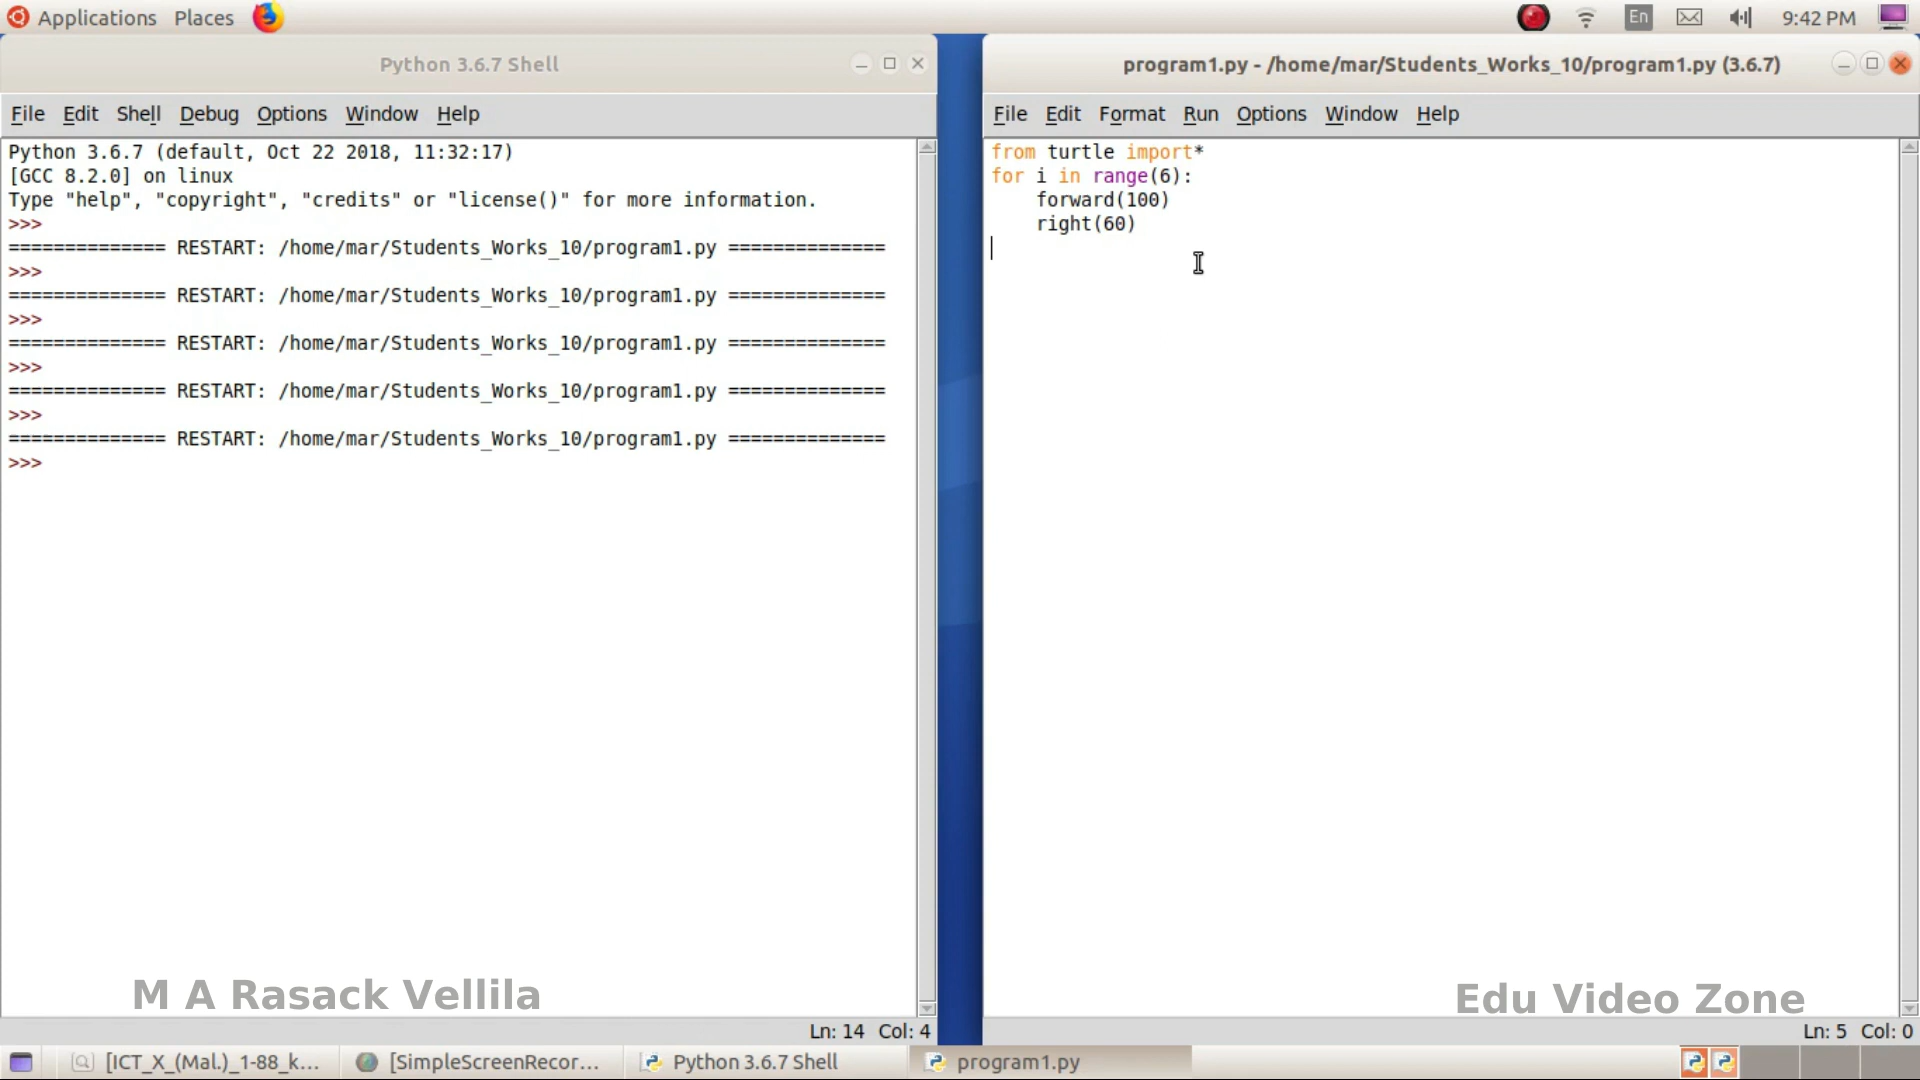 Applications Places
En
9:42 PM
Python 3.6.7 Shell
File Edit Shell Debug Options Window Help
Python 3.6.7 (default, Oct 22 2018, 11:32:17)
[GCC 8.2.0] on linux
Type "help", "copyright", "credits" or "license()" for more information.
>>>
============== RESTART: /home/mar/Students_Works_10/program1.py ==============
>>>
============== RESTART: /home/mar/Students_Works_10/program1.py ==============
>>>
============== RESTART: /home/mar/Students_Works_10/program1.py ==============
>>>
============== RESTART: /home/mar/Students_Works_10/program1.py ==============
>>>
============== RESTART: /home/mar/Students_Works_10/program1.py ==============
>>>
M A Rasack Vellila
Ln: 14 Col: 4
program1.py - /home/mar/Students_Works_10/program1.py (3.6.7)
File Edit Format Run Options Window Help
from turtle import*
for i in range(6):
    forward(100)
    right(60)
Edu Video Zone
Ln: 5 Col: 0
[ICT_X_(Mal.)_1-88_k...
[SimpleScreenRecor...
Python 3.6.7 Shell
program1.py